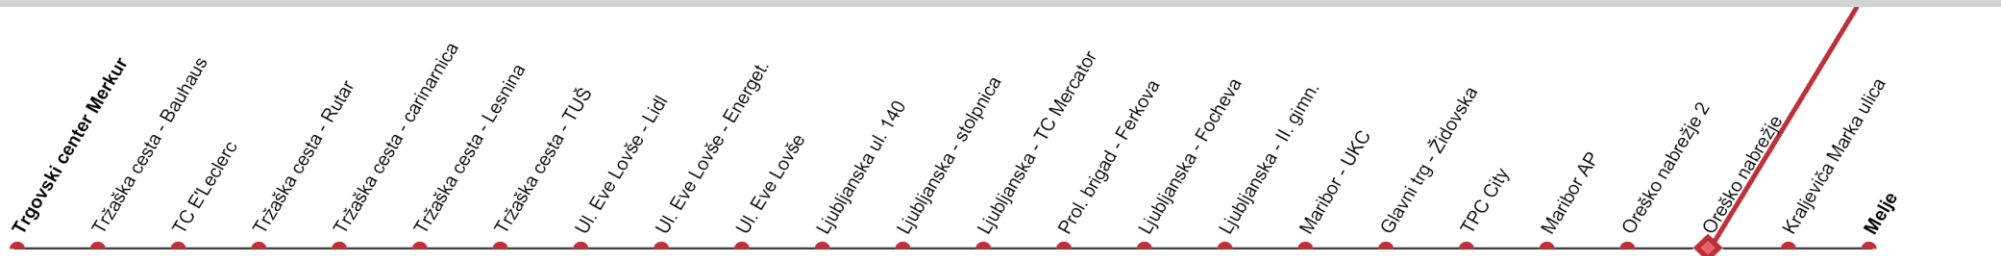 Trgovski center Merkur
Tržaška cesta - Bauhaus
TC E'Leclerc
Tržaška cesta - Rutar
Tržaška cesta - carinarnica
Tržaška cesta - Lesnina
Tržaška cesta - TUŠ
Ul. Eve Lovše - Lidl
Ul. Eve Lovše - Energet.
Ul. Eve Lovše
Ljubljanska ul. 140
Ljubljanska - stolpnica
Ljubljanska - TC Mercator
Prol. brigad - Ferkova
Ljubljanska - Focheva
Ljubljanska - II. gimn.
Maribor - UKC
Glavni trg - Židovska
TPC City
Maribor AP
Oreško nabrežje 2
Oreško nabrežje
Kraljeviča Marka ulica
Melje